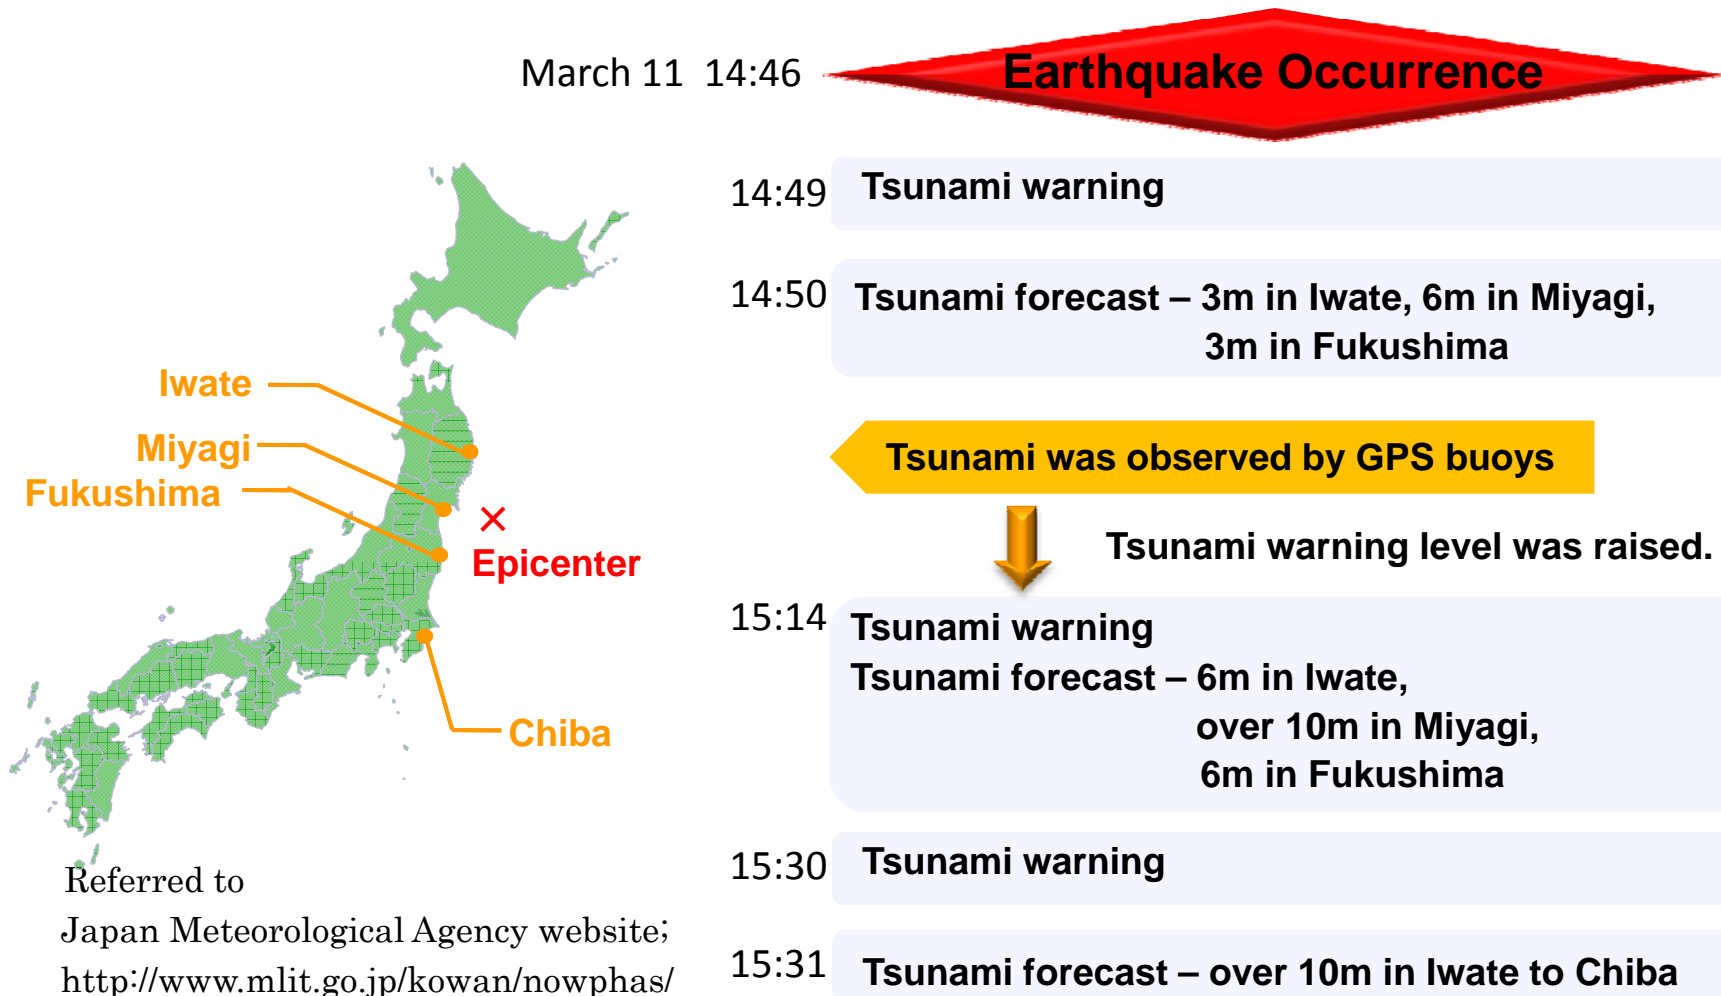 March 11 14:46
Earthquake Occurrence
14:49
Tsunami warning
14:50
Tsunami forecast – 3m in Iwate, 6m in Miyagi,
3m in Fukushima
Tsunami was observed by GPS buoys
Tsunami warning level was raised.
15:14
Tsunami warning
Tsunami forecast – 6m in Iwate,
over 10m in Miyagi,
6m in Fukushima
15:30
Tsunami warning
15:31
Tsunami forecast – over 10m in Iwate to Chiba
Iwate
Miyagi
Fukushima
×
Epicenter
Chiba
Referred to
Japan Meteorological Agency website;
http://www.mlit.go.jp/kowan/nowphas/